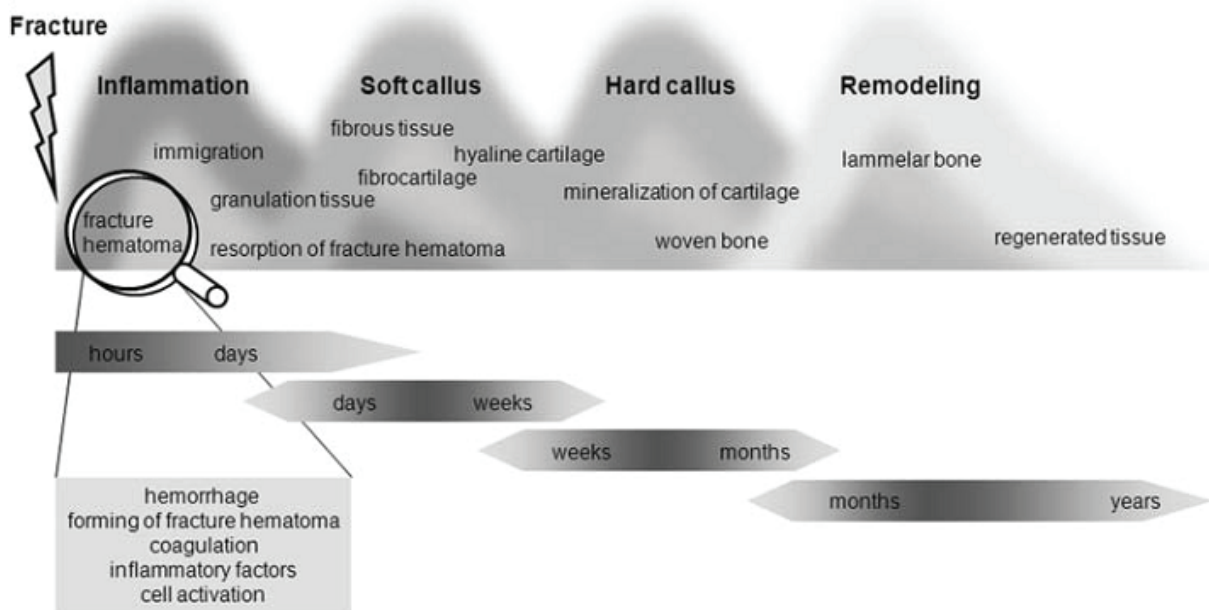 Fracture
Inflammation
Soft callus
Hard callus
Remodeling
fibrous tissue
immigration
hyaline cartilage
lammelar bone
fibrocartilage
mineralization of cartilage
granulation tissue
fracture
hematoma
resorption of fracture hematoma
woven bone
regenerated tissue
hours days
days weeks
weeks months
months years
hemorrhage
forming of fracture hematoma
coagulation
inflammatory factors
cell activation